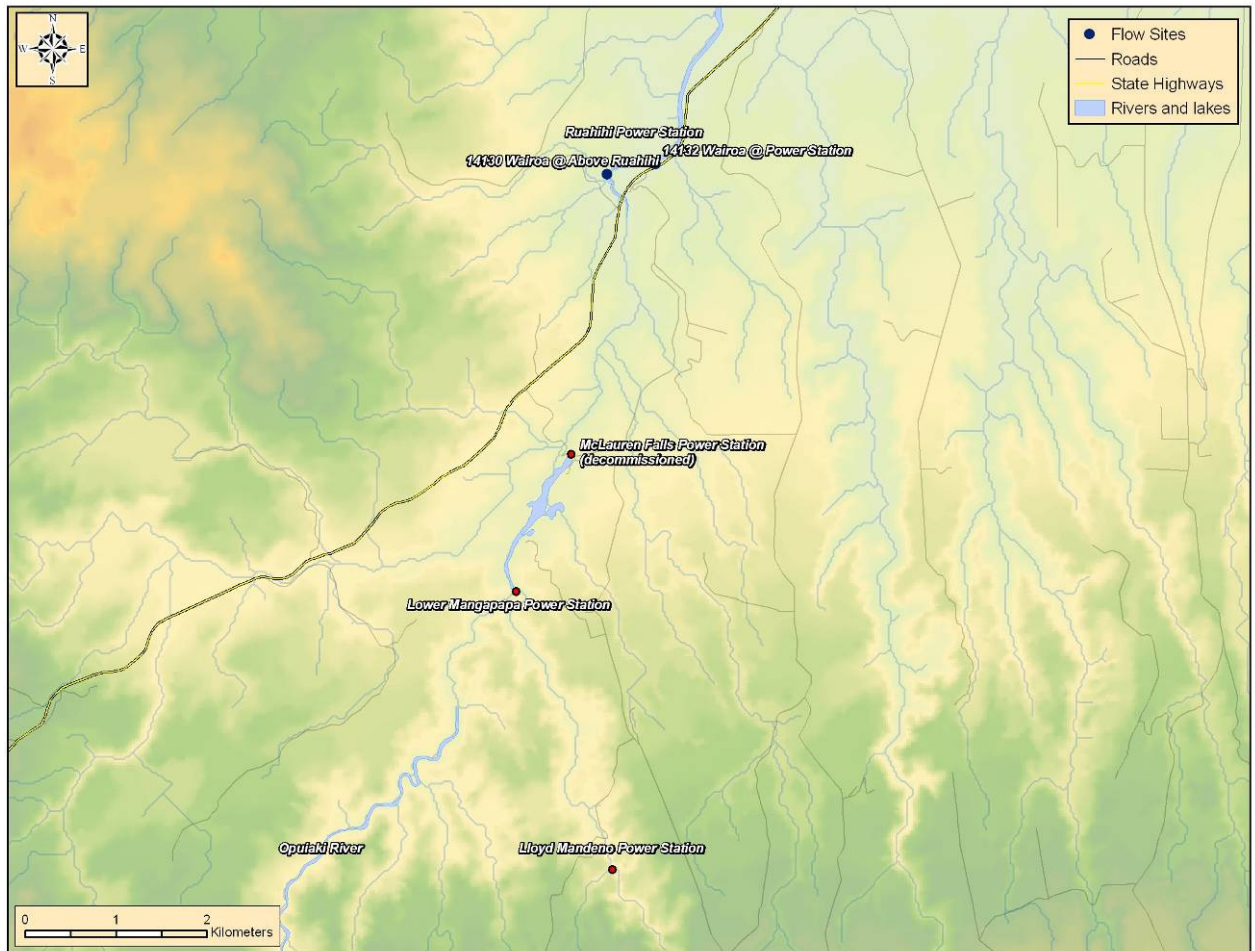 N
W E
S
Flow Sites
Roads
State Highways
Rivers and lakes
Ruahihi Power Station
14130 Wairoa @ Above Ruahihi
14132 Wairoa @ Power Station
McLauren Falls Power Station
(decommissioned)
Lower Mangapapa Power Station
Opuiaki River
Lloyd Mandeno Power Station
0 1 2
Kilometers